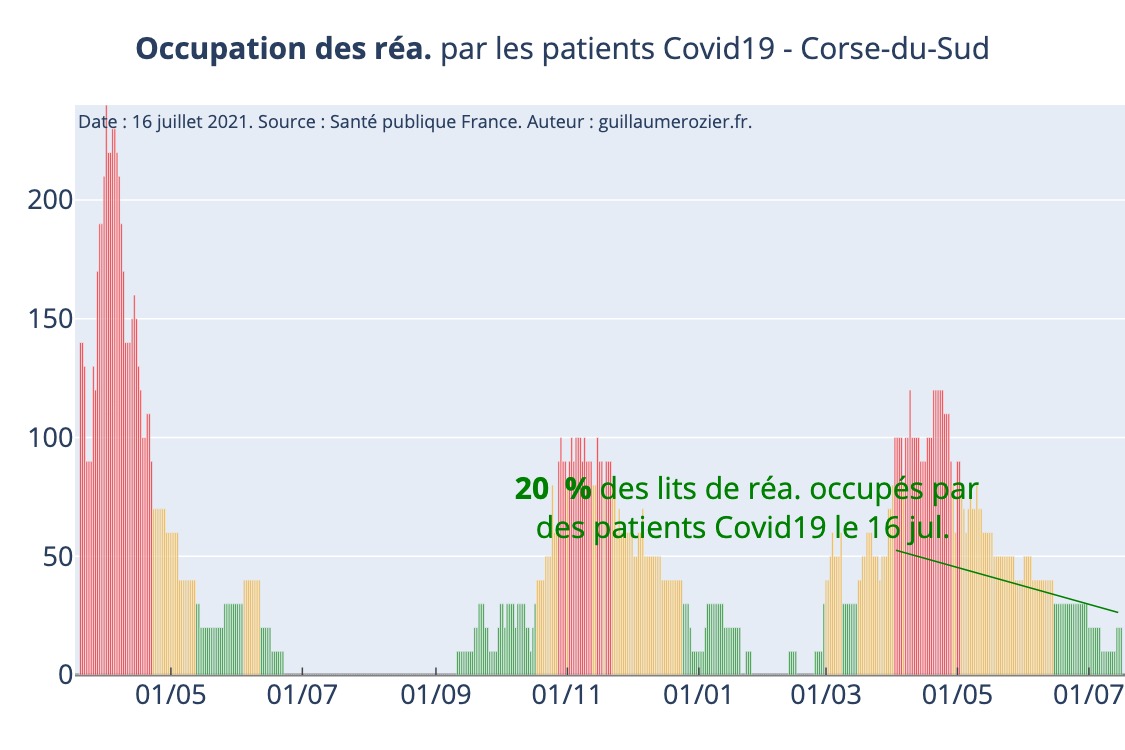 Occupation des réa. par les patients Covid19 - Corse-du-Sud
Date : 16 juillet 2021. Source : Santé publique France. Auteur : guillaumerozier.fr.
200
150
100
50
0
20 % des lits de réa. occupés par
des patients Covid19 le 16 jul.
01/05 01/07 01/09 01/11 01/01 01/03 01/05 01/07